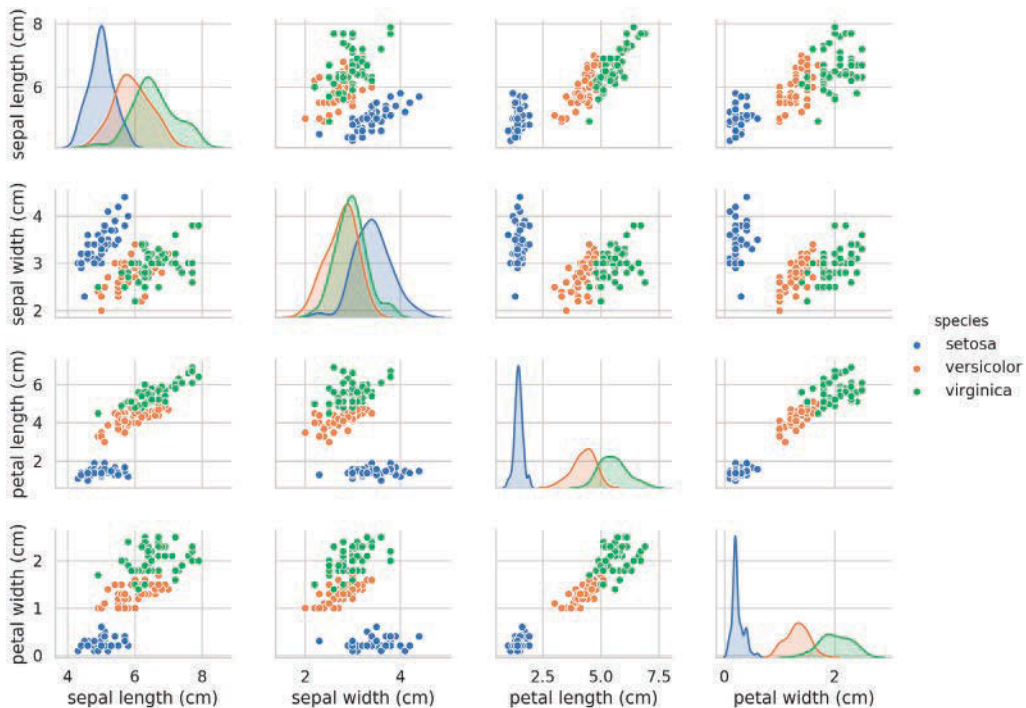 sepal length (cm)
8
6
sepal width (cm)
4
3
2
species
setosa
versicolor
virginica
petal length (cm)
6
4
2
0
petal width (cm)
2
1
0
4 6 8
2 4
2.5 5.0 7.5
0 2
sepal length (cm)
sepal width (cm)
petal length (cm)
petal width (cm)